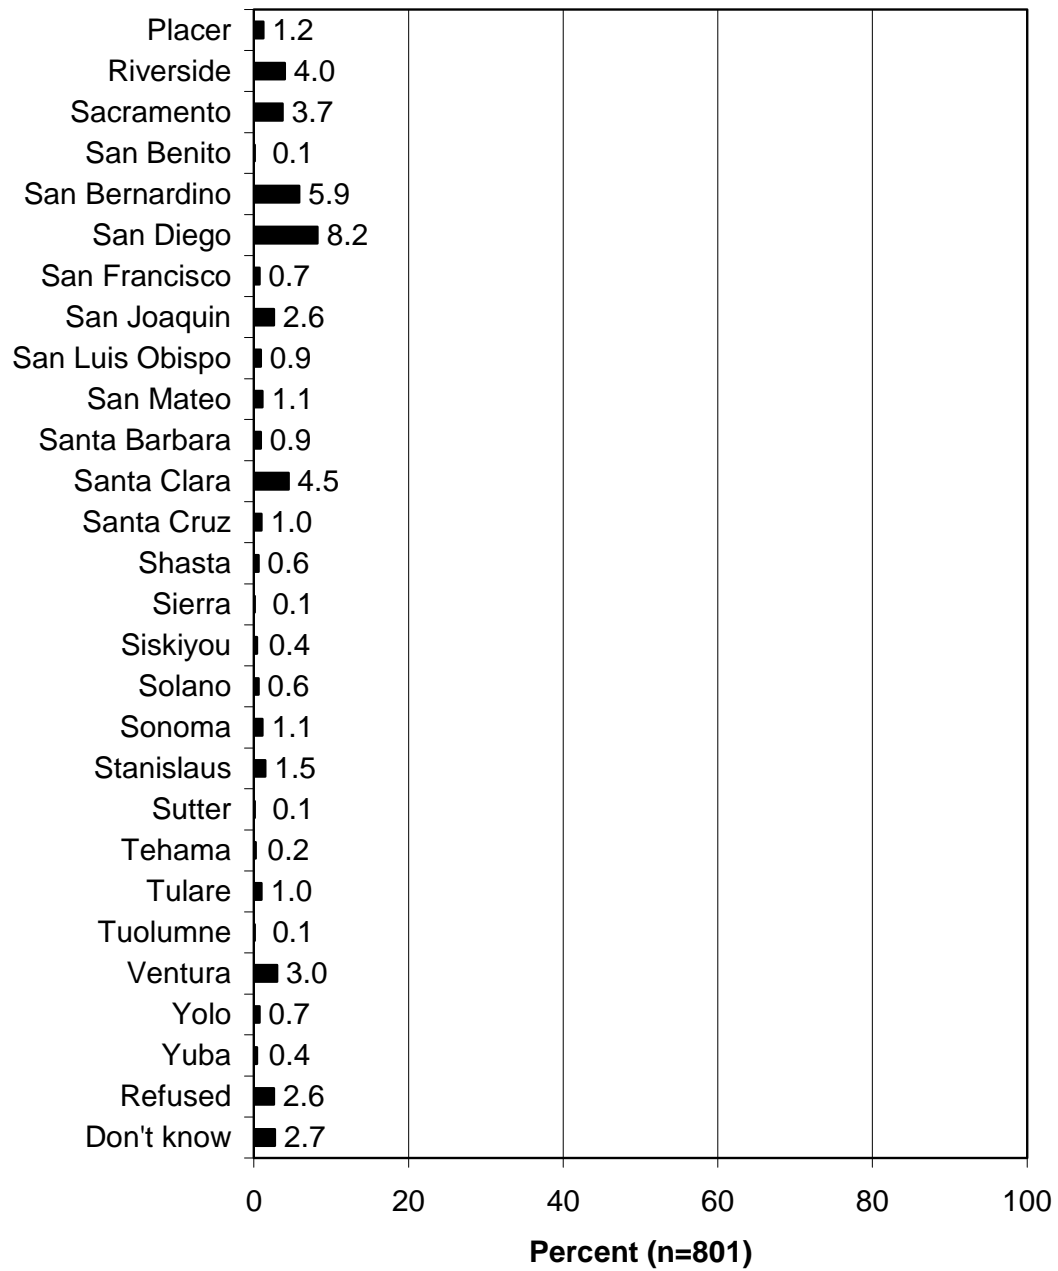 Placer 1.2
Riverside 4.0
Sacramento 3.7
San Benito 0.1
San Bernardino 5.9
San Diego 8.2
San Francisco 0.7
San Joaquin 2.6
San Luis Obispo 0.9
San Mateo 1.1
Santa Barbara 0.9
Santa Clara 4.5
Santa Cruz 1.0
Shasta 0.6
Sierra 0.1
Siskiyou 0.4
Solano 0.6
Sonoma 1.1
Stanislaus 1.5
Sutter 0.1
Tehama 0.2
Tulare 1.0
Tuolumne 0.1
Ventura 3.0
Yolo 0.7
Yuba 0.4
Refused 2.6
Don't know 2.7
0 20 40 60 80 100
Percent (n=801)